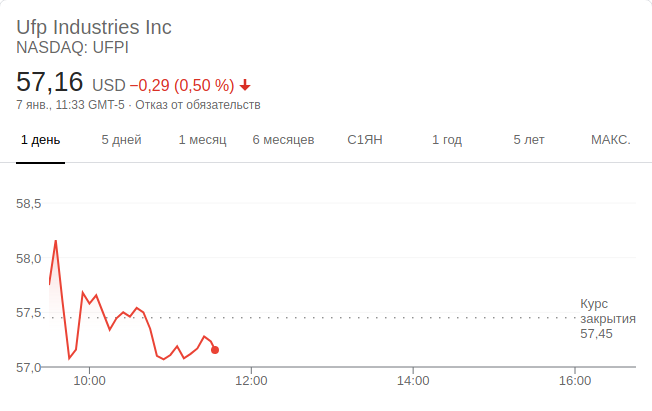 Ufp Industries Inc
NASDAQ: UFPI
57,16 USD −0,29 (0,50 %)
7 янв., 11:33 GMT-5 · Отказ от обязательств
1 день 5 дней 1 месяц 6 месяцев С1ЯН 1 год 5 лет МАКС.
58,5
58,0
57,5
57,0
Курс
закрытия
57,45
10:00 12:00 14:00 16:00